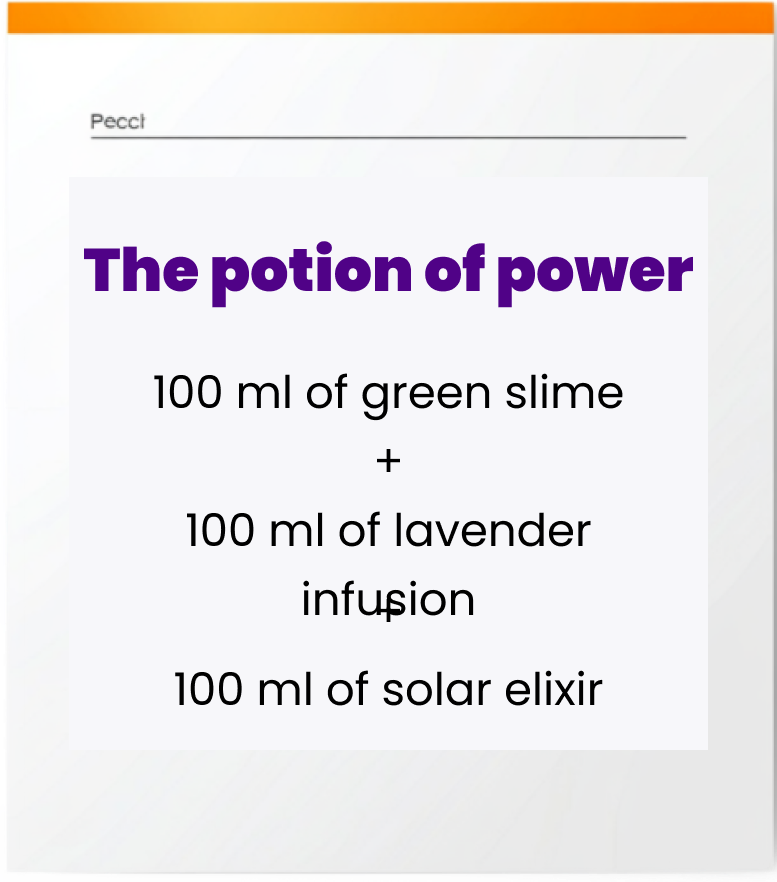 The potion of power
100 ml of green slime
+
100 ml of lavender
infusion
+
100 ml of solar elixir